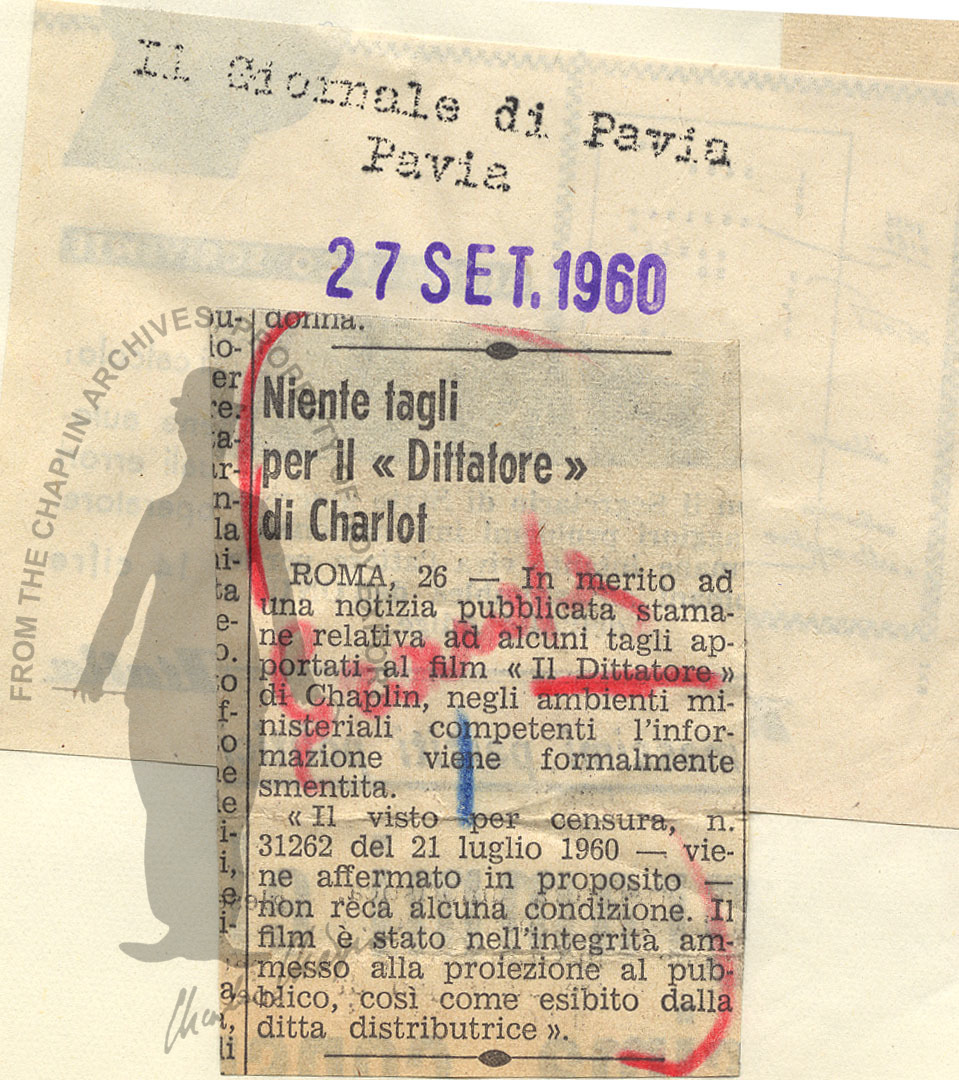 Il Giornale di Pavia
Pavia
27 SET. 1960
donna.
Niente tagli
per il « Dittatore »
di Charlot
ROMA, 26 — In merito ad
una notizia pubblicata stama-
ne relativa ad alcuni tagli ap-
portati al film « Il Dittatore »
di Chaplin, negli ambienti mi-
nisteriali competenti l'infor-
mazione viene formalmente
smentita.
« Il visto per censura, n.
31262 del 21 luglio 1960 — vie-
ne affermato in proposito —
non reca alcuna condizione. Il
film è stato nell'integrità am-
messo alla proiezione al pub-
blico, così come esibito dalla
ditta distributrice ».
FROM THE CHAPLIN ARCHIVES. PROPERTY OF ROY EXPORT